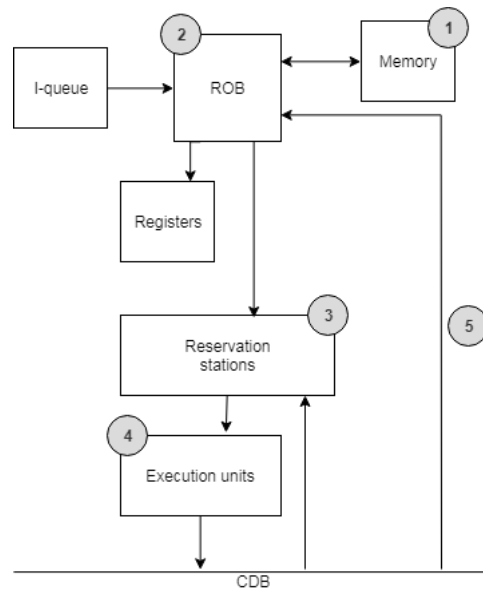 2
1
I-queue
ROB
Memory
Registers
3
5
Reservation
stations
4
Execution units
CDB